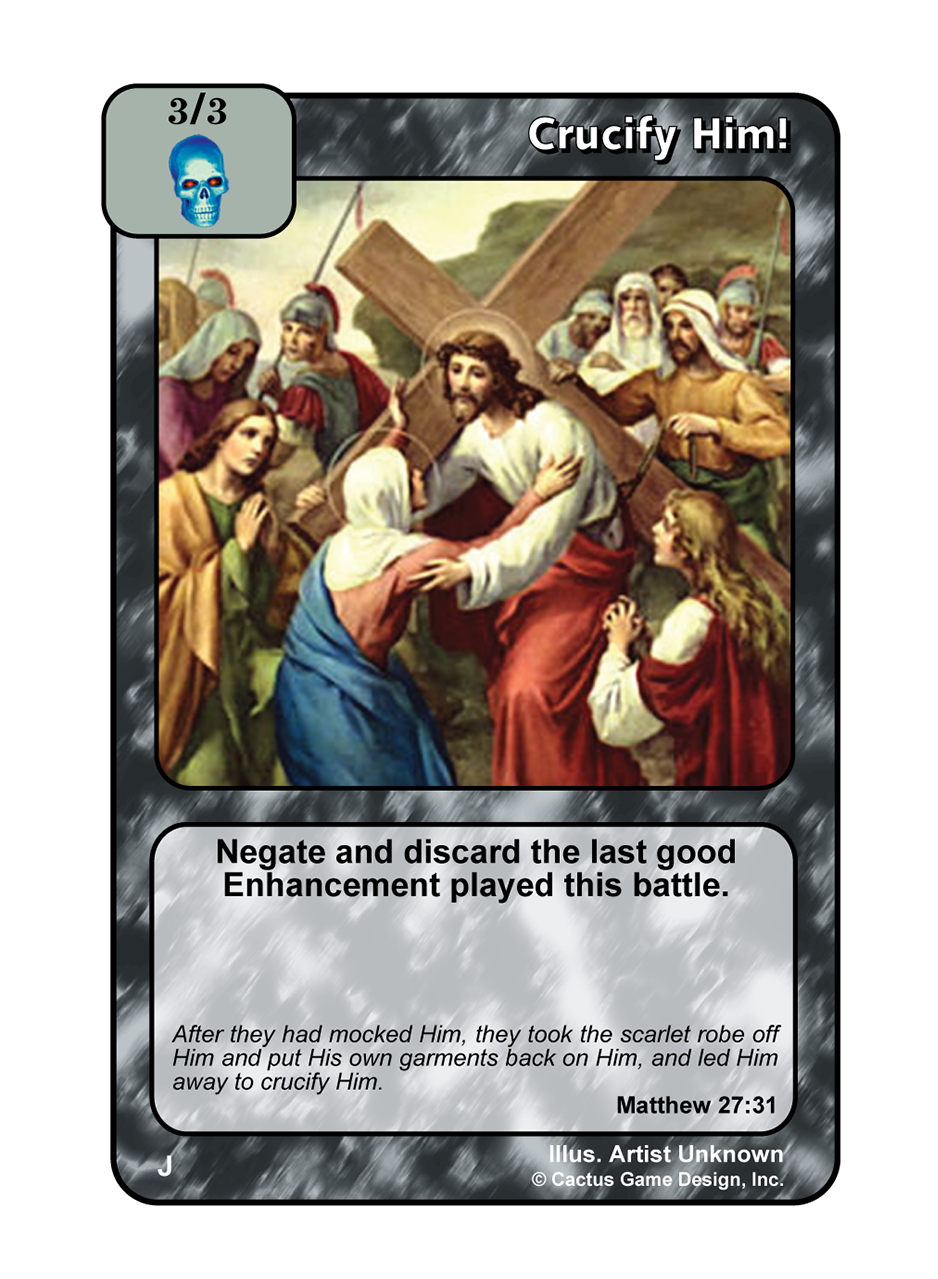 3/3
Crucify Him!
Negate and discard the last good
Enhancement played this battle.
After they had mocked Him, they took the scarlet robe off
Him and put His own garments back on Him, and led Him
away to crucify Him.
Matthew 27:31
J
Illus. Artist Unknown
© Cactus Game Design, Inc.